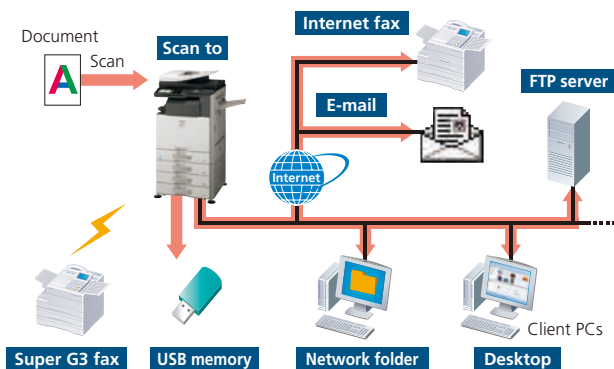 Internet fax
Document
Scan to
Scan
A
FTP server
E-mail
Internet
Client PCs
Super G3 fax
USB memory
Network folder
Desktop